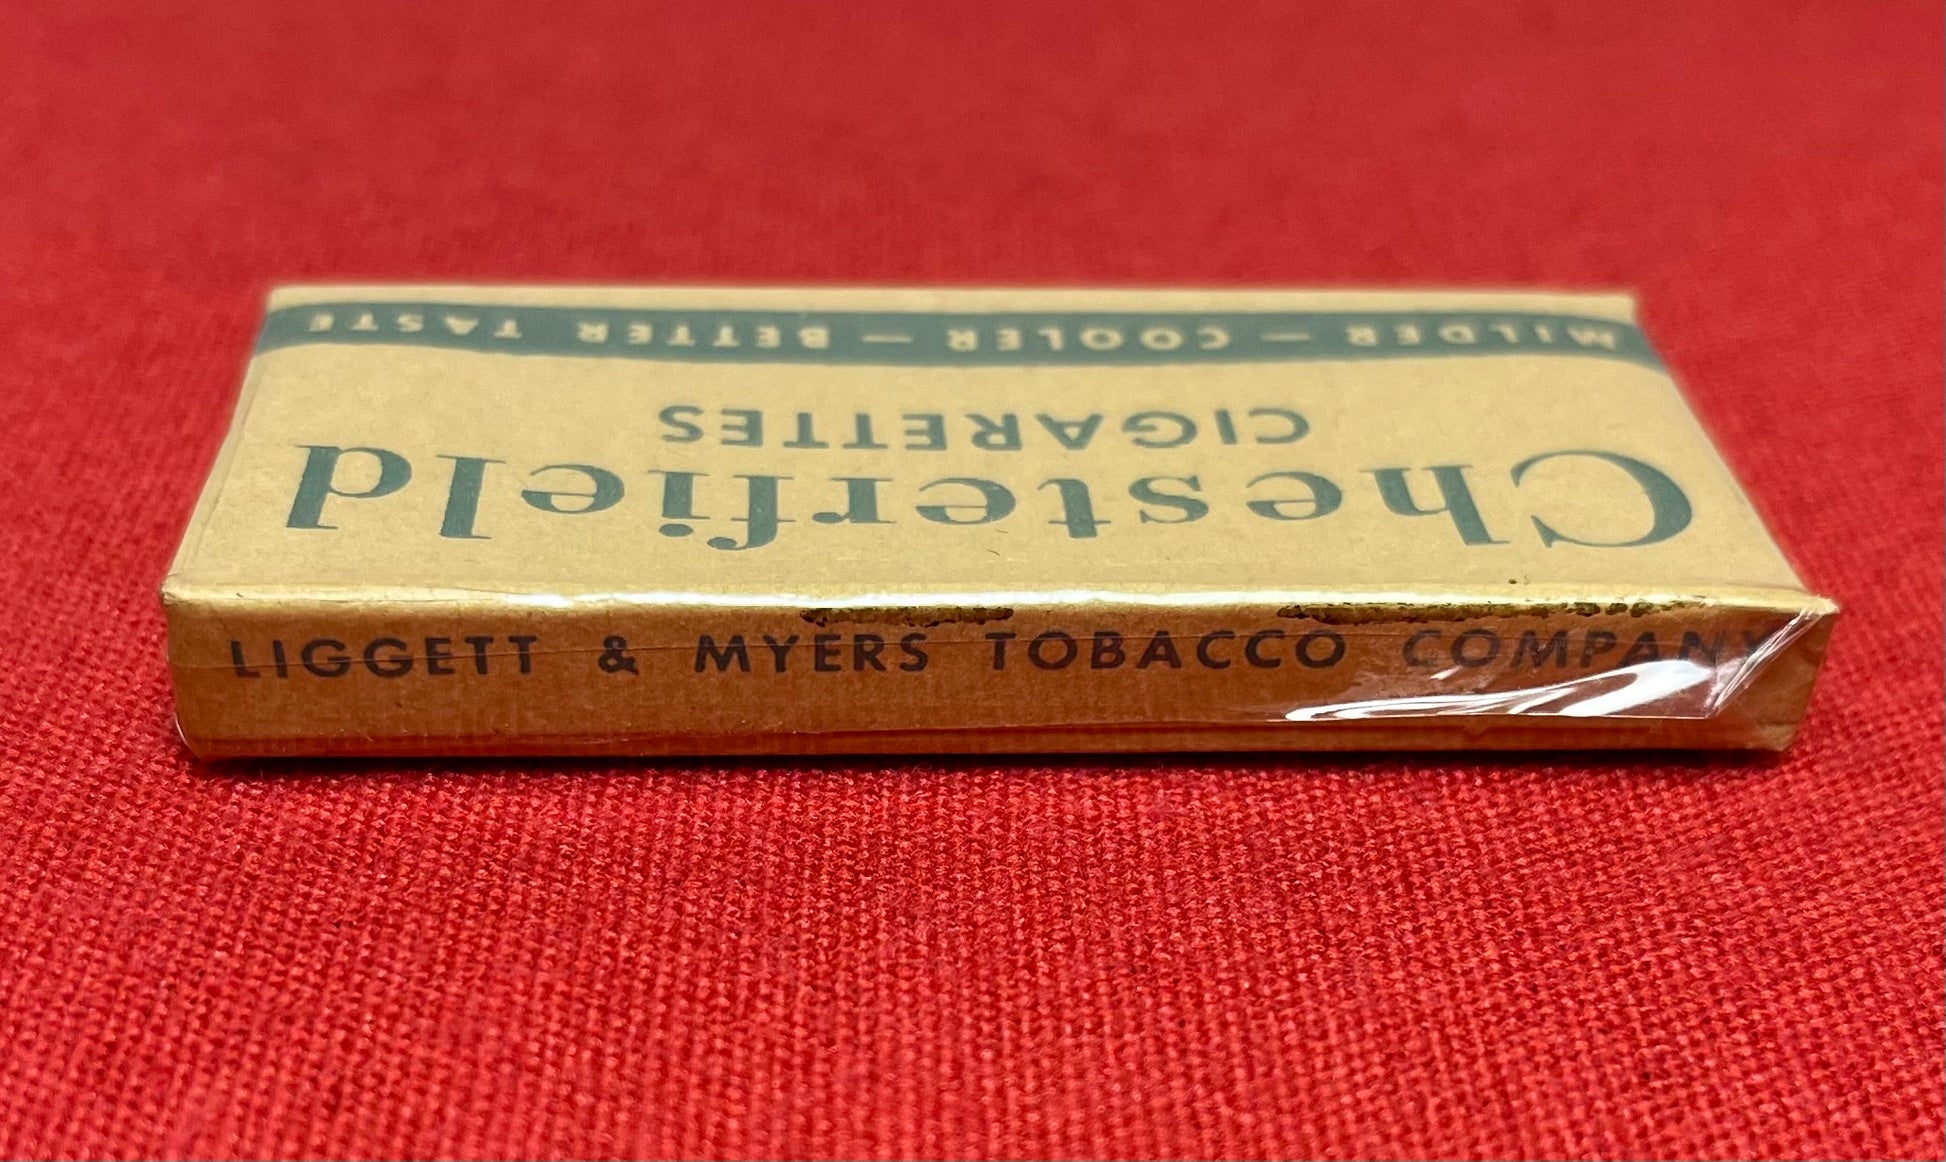 Chesterfield
CIGARETTES
MILDER — COOLER — BETTER TASTE
LIGGETT & MYERS TOBACCO COMPANY